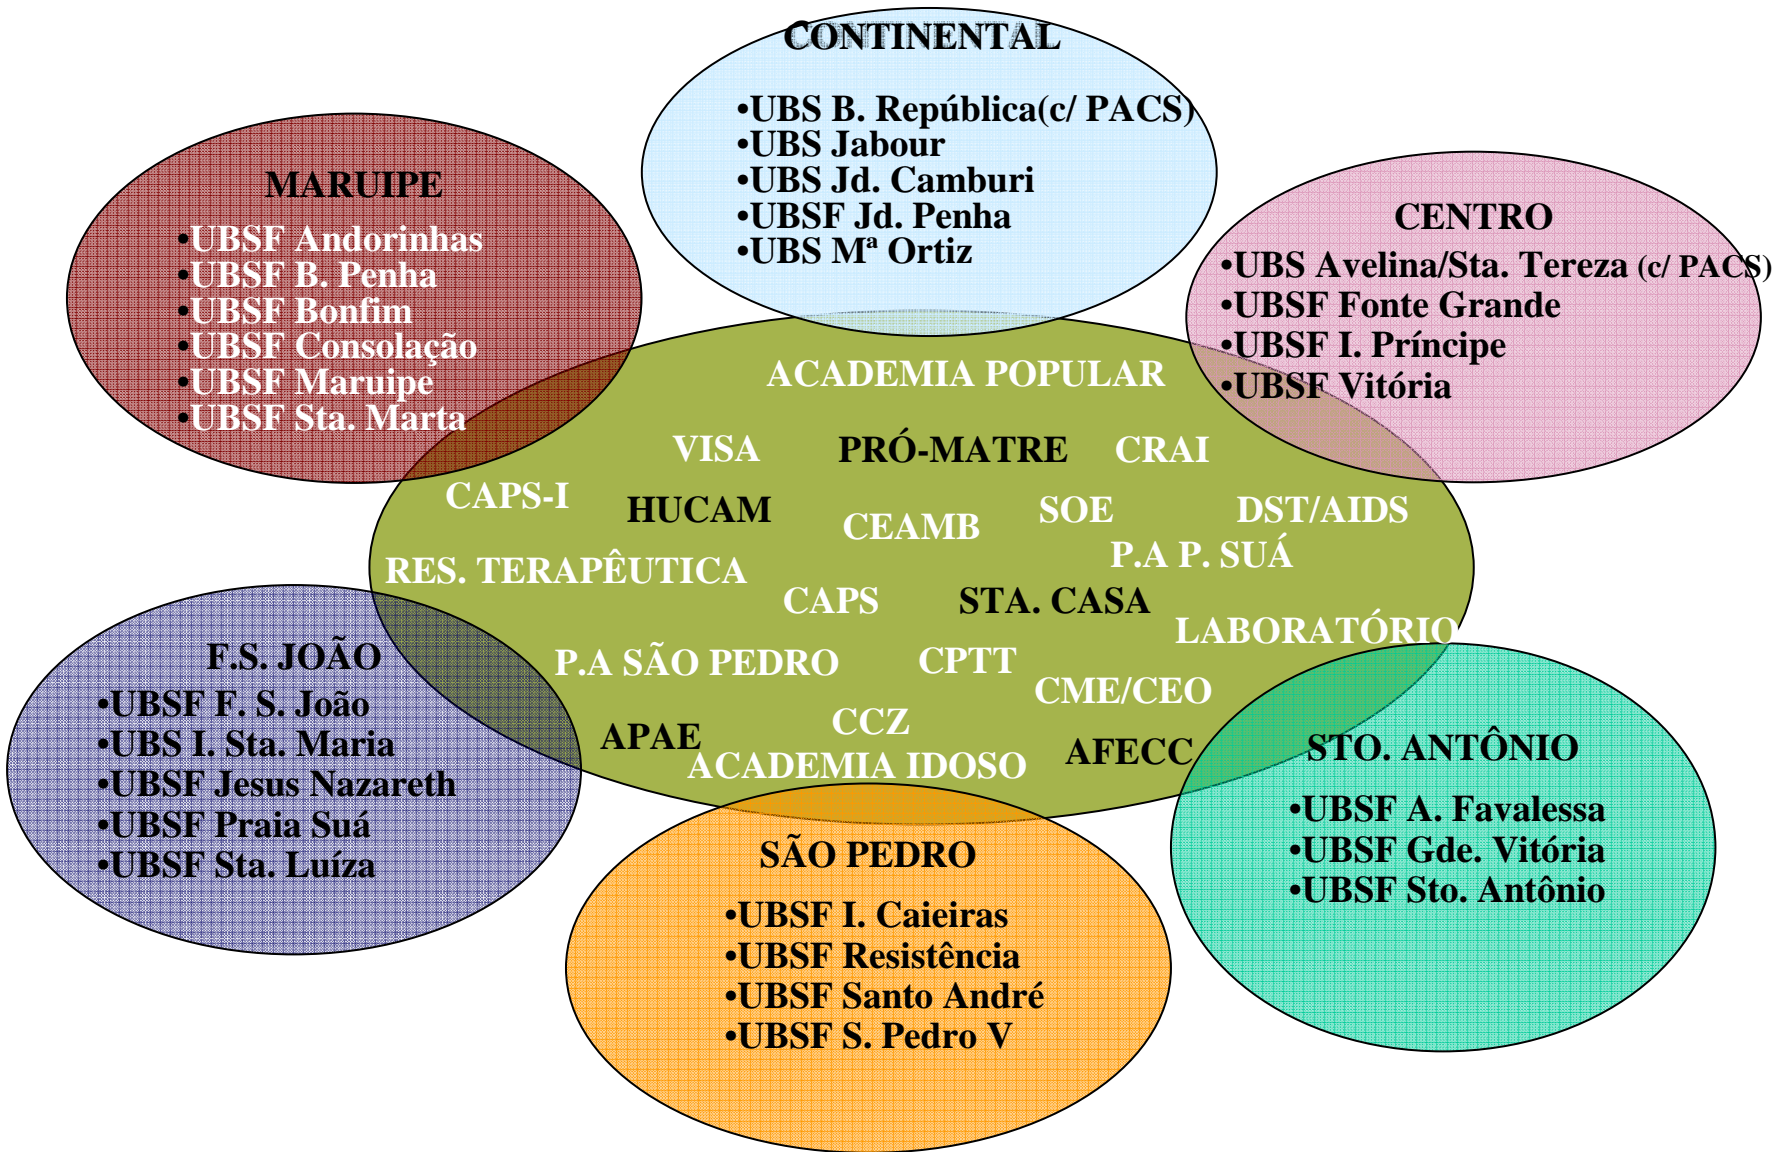 CONTINENTAL
•UBS B. República(c/ PACS)
•UBS Jabour
•UBS Jd. Camburi
•UBSF Jd. Penha
•UBS Mª Ortiz
MARUIPE
•UBSF Andorinhas
•UBSF B. Penha
•UBSF Bonfim
•UBSF Consolação
•UBSF Maruipe
•UBSF Sta. Marta
CENTRO
•UBS Avelina/Sta. Tereza (c/ PACS)
•UBSF Fonte Grande
•UBSF I. Príncipe
•UBSF Vitória
ACADEMIA POPULAR
VISA PRÓ-MATRE CRAI
CAPS-I HUCAM CEAMB SOE DST/AIDS
RES. TERAPÊUTICA P.A P. SUÁ
CAPS STA. CASA
LABORATÓRIO
P.A SÃO PEDRO CPTT
CME/CEO
APAE CCZ AFECC
ACADEMIA IDOSO
F.S. JOÃO
•UBSF F. S. João
•UBS I. Sta. Maria
•UBSF Jesus Nazareth
•UBSF Praia Suá
•UBSF Sta. Luíza
STO. ANTÔNIO
•UBSF A. Favalessa
•UBSF Gde. Vitória
•UBSF Sto. Antônio
SÃO PEDRO
•UBSF I. Caieiras
•UBSF Resistência
•UBSF Santo André
•UBSF S. Pedro V